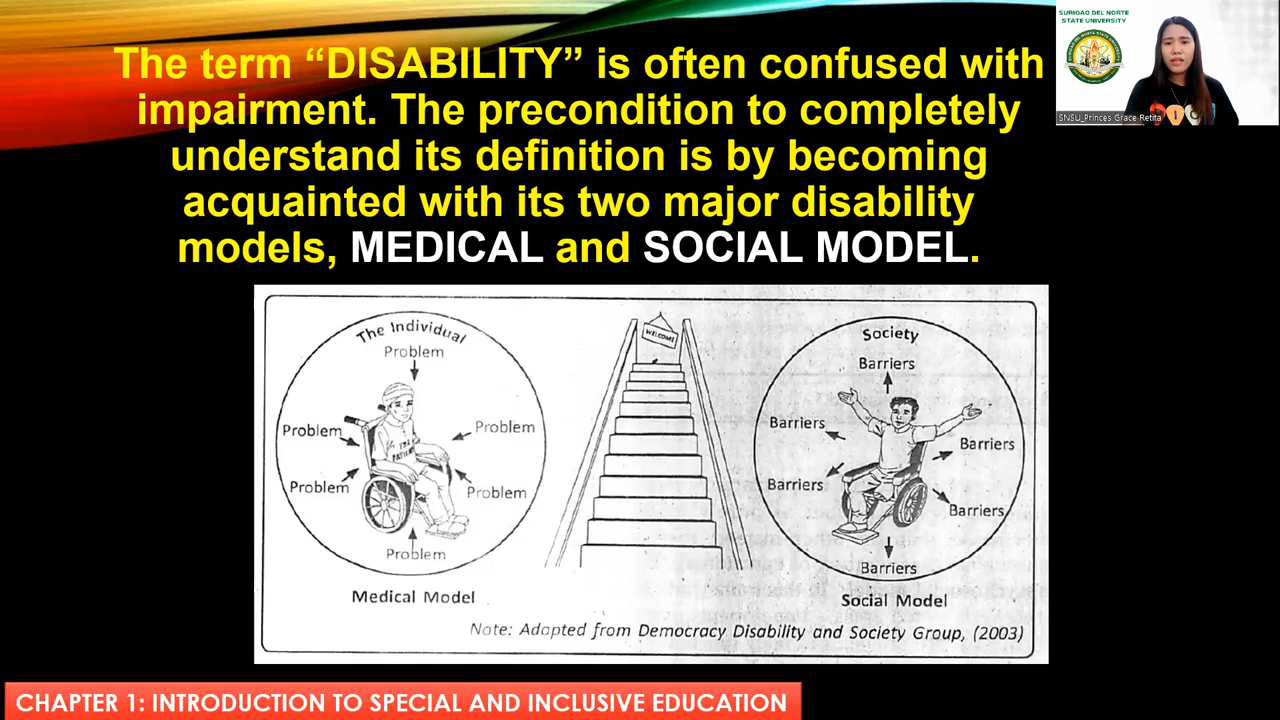 The term “DISABILITY” is often confused with
impairment. The precondition to completely
understand its definition is by becoming
acquainted with its two major disability
models, MEDICAL and SOCIAL MODEL.
SURIGAO DEL NORTE
STATE UNIVERSITY
SNSU_Princes Grace Retita
The Individual
Problem
Problem
Problem
Problem
Problem
Problem
Medical Model
WELCOME
Society
Barriers
Barriers
Barriers
Barriers
Barriers
Barriers
Social Model
Note: Adapted from Democracy Disability and Society Group, (2003)
CHAPTER 1: INTRODUCTION TO SPECIAL AND INCLUSIVE EDUCATION